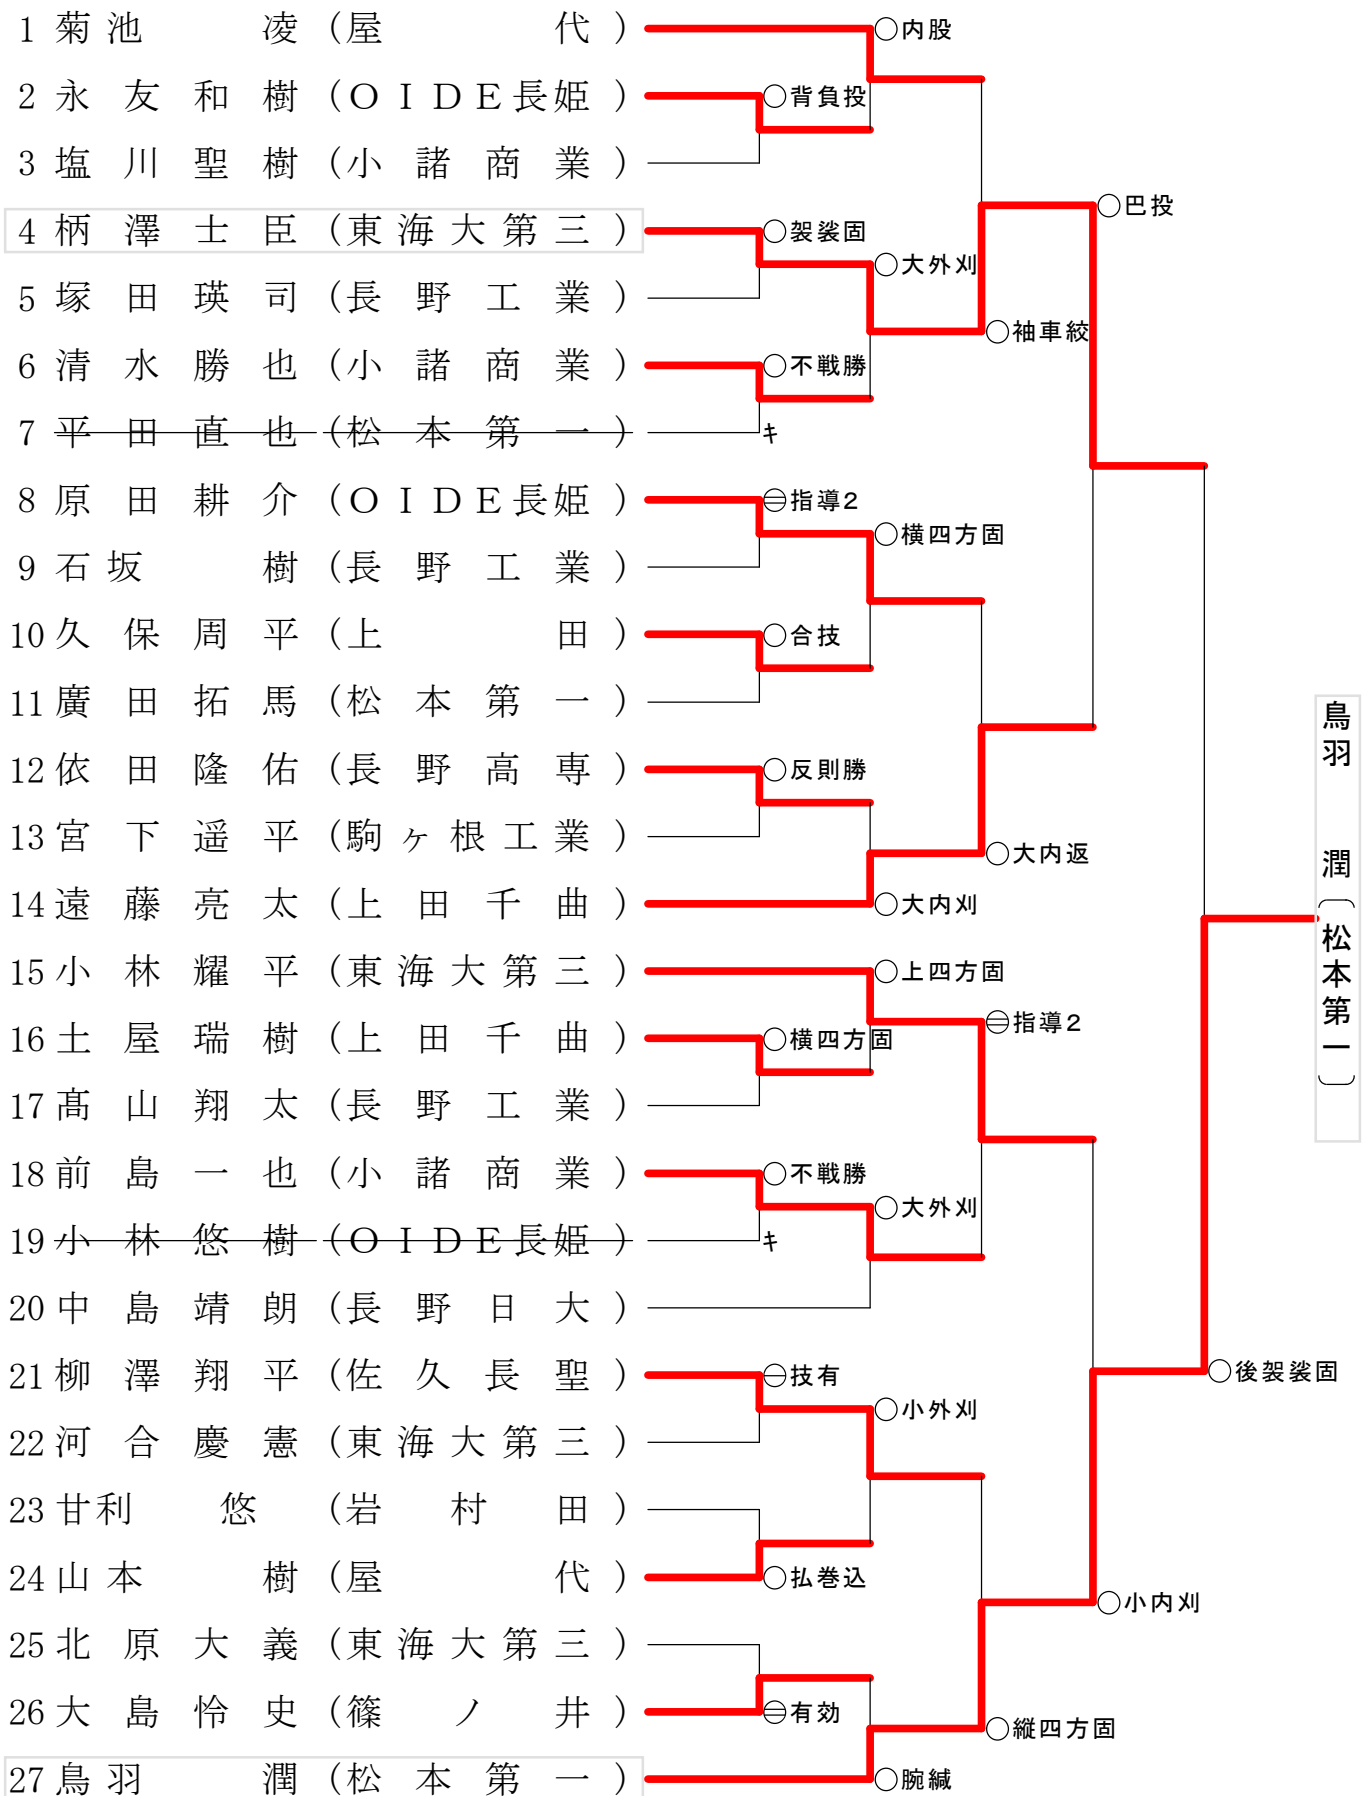 1 菊池 凌 (屋代) ○内股
2 永友和樹 (OIDE長姫) ○背負投
3 塩川聖樹 (小諸商業)
○巴投
4 柄澤士臣 (東海大第三) ○袈裟固
○大外刈
5 塚田瑛司 (長野工業)
○袖車絞
6 清水勝也 (小諸商業) ○不戦勝
7 平田直也 (松本第一) キ
8 原田耕介 (OIDE長姫) ⊖指導2
○横四方固
9 石坂 樹 (長野工業)
10 久保周平 (上田) ○合技
11 廣田拓馬 (松本第一)
12 依田隆佑 (長野高専) ○反則勝
13 宮下遥平 (駒ヶ根工業)
○大内返
14 遠藤亮太 (上田千曲) ○大内刈
鳥羽 潤 (松本第一)
15 小林耀平 (東海大第三) ○上四方固
⊖指導2
16 土屋瑞樹 (上田千曲) ○横四方固
17 髙山翔太 (長野工業)
18 前島一也 (小諸商業) ○不戦勝
○大外刈
19 小林悠樹 (OIDE長姫) キ
20 中島靖朗 (長野日大)
21 柳澤翔平 (佐久長聖) ⊖技有
○後袈裟固
○小外刈
22 河合慶憲 (東海大第三)
23 甘利 悠 (岩村田)
24 山本 樹 (屋代) ○払巻込
○小内刈
25 北原大義 (東海大第三)
26 大島怜史 (篠ノ井) ⊖有効
○縦四方固
27 鳥羽 潤 (松本第一) ○腕緘